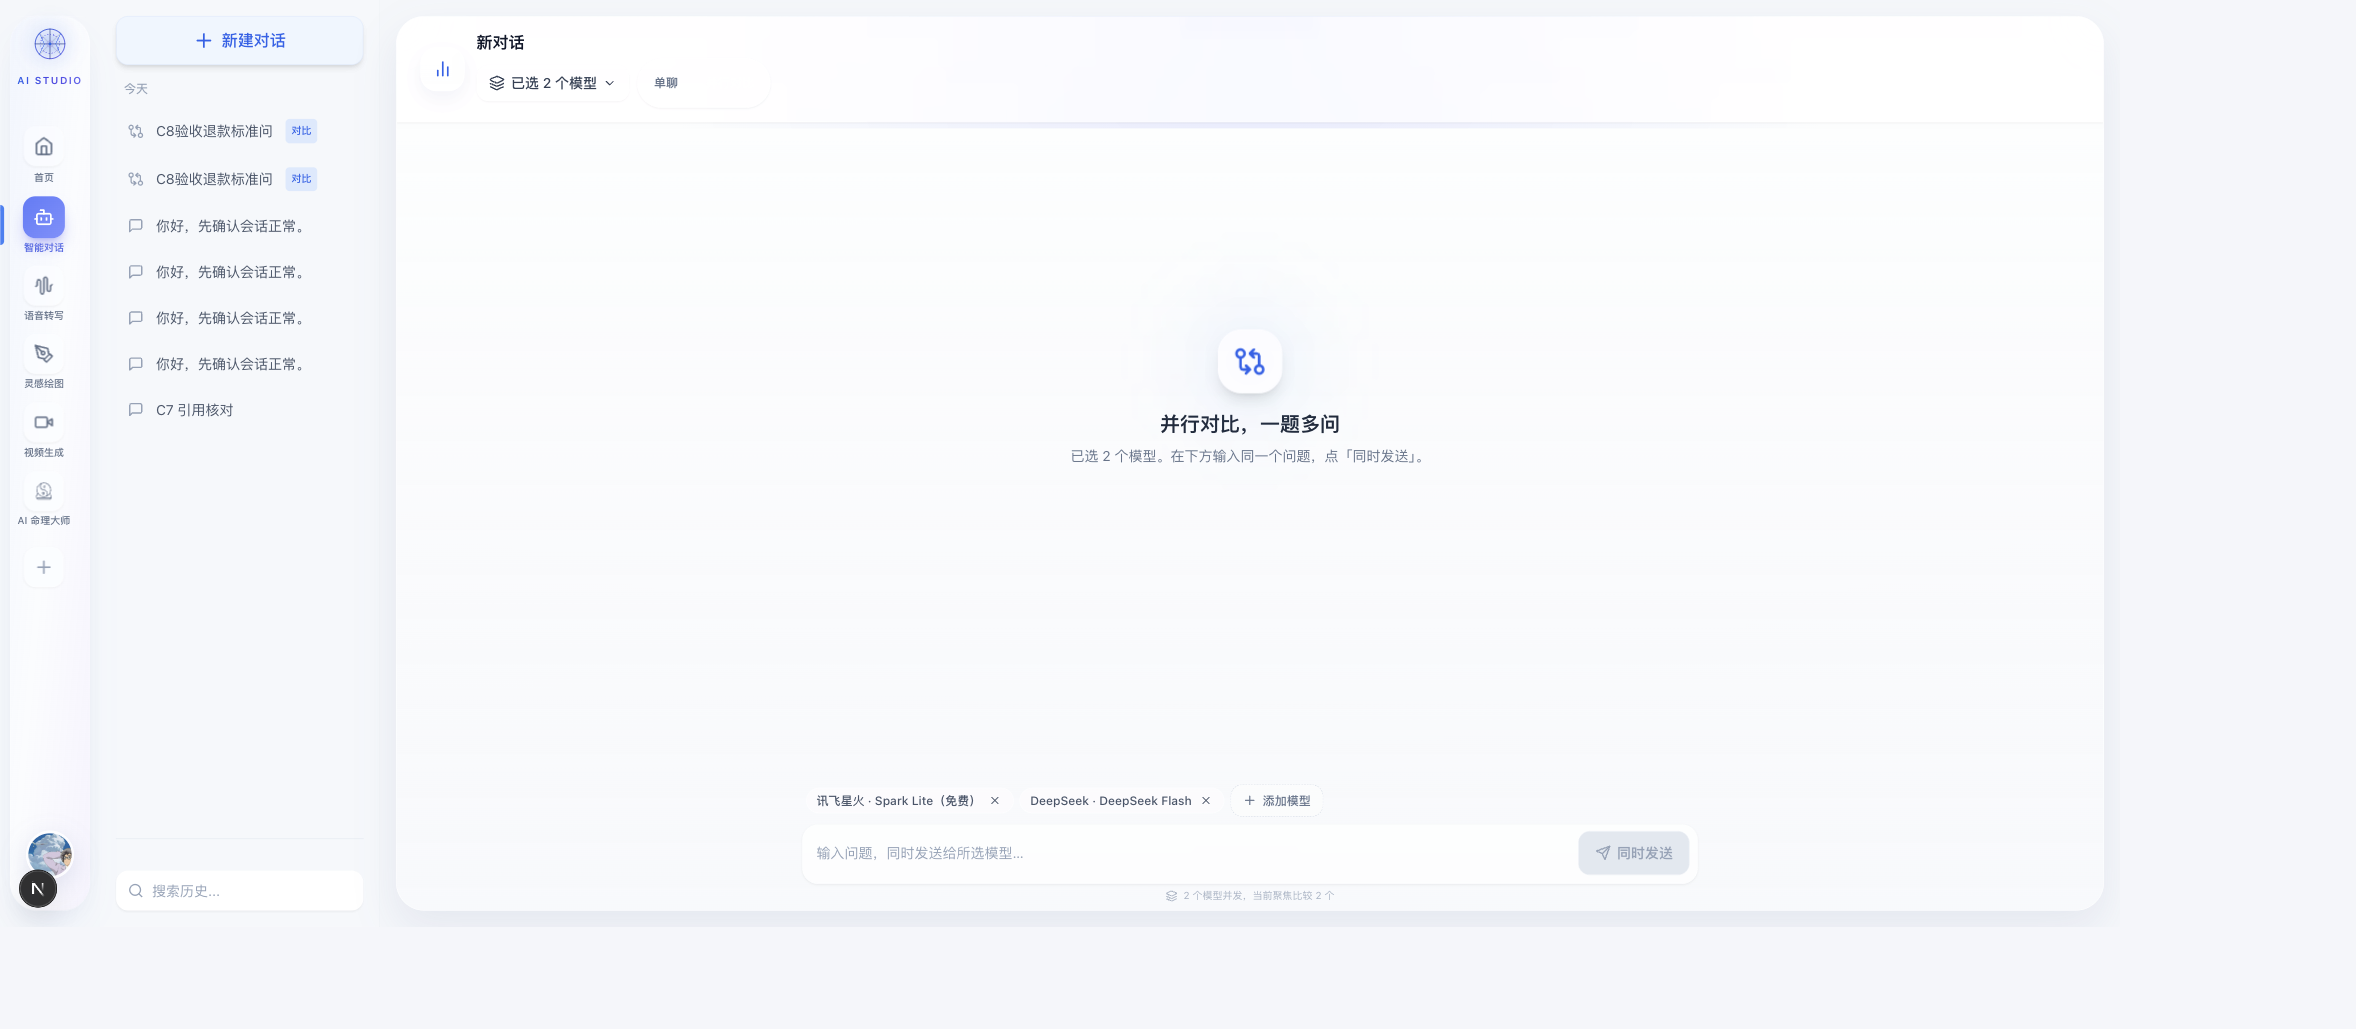 AI STUDIO
首页
智能对话
语音转写
灵感绘图
视频生成
AI 命理大师
N
新建对话
今天
C8验收退款标准问 对比
C8验收退款标准问 对比
你好，先确认会话正常。
你好，先确认会话正常。
你好，先确认会话正常。
你好，先确认会话正常。
C7 引用核对
搜索历史...
新对话
已选 2 个模型
单聊
并行对比，一题多问
已选 2 个模型。在下方输入同一个问题，点「同时发送」。
讯飞星火 · Spark Lite（免费）
DeepSeek · DeepSeek Flash
添加模型
输入问题，同时发送给所选模型...
同时发送
2 个模型并发，当前聚焦比较 2 个